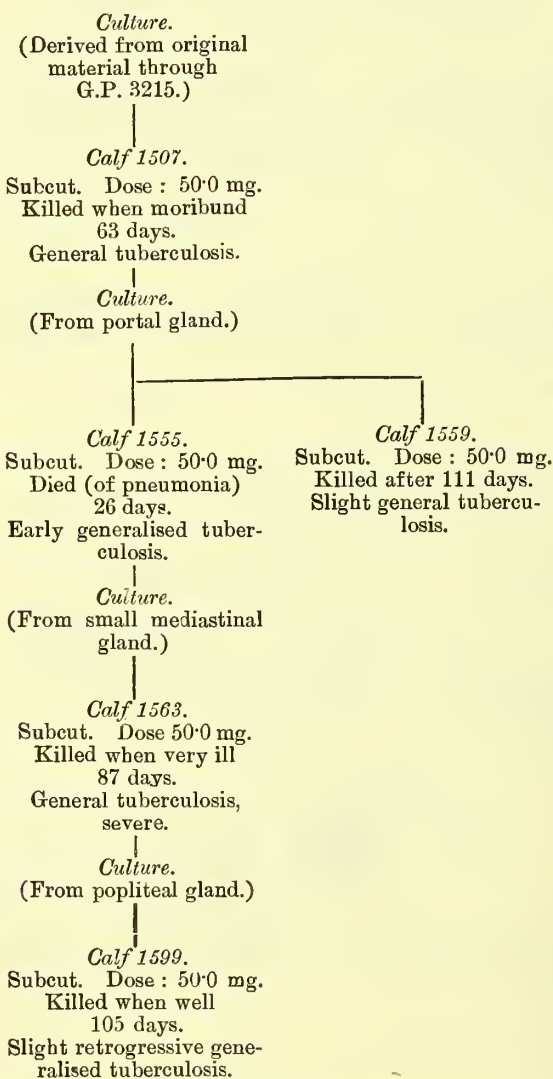 Culture.
(Derived from original
material through
G.P. 3215.)
Calf 1507.
Subcut. Dose : 50·0 mg.
Killed when moribund
63 days.
General tuberculosis.
Culture.
(From portal gland.)
Calf 1555.
Subcut. Dose : 50·0 mg.
Died (of pneumonia)
26 days.
Early generalised tuber-
culosis.
Calf 1559.
Subcut. Dose : 50·0 mg.
Killed after 111 days.
Slight general tubercu-
losis.
Culture.
(From small mediastinal
gland.)
Calf 1563.
Subcut. Dose 50·0 mg.
Killed when very ill
87 days.
General tuberculosis,
severe.
Culture.
(From popliteal gland.)
Calf 1599.
Subcut. Dose : 50·0 mg.
Killed when well
105 days.
Slight retrogressive gene-
ralised tuberculosis.